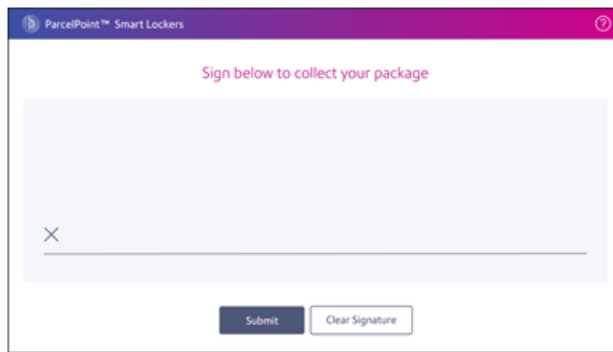 ParcelPoint™ Smart Lockers
Sign below to collect your package
Submit
Clear Signature